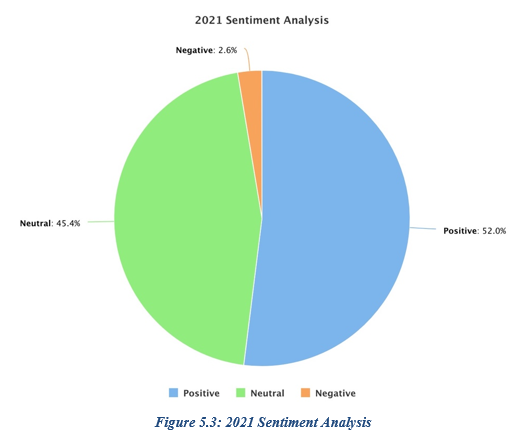 2021 Sentiment Analysis
Negative: 2.6%
Neutral: 45.4%
Positive: 52.0%
Positive Neutral Negative
Figure 5.3: 2021 Sentiment Analysis